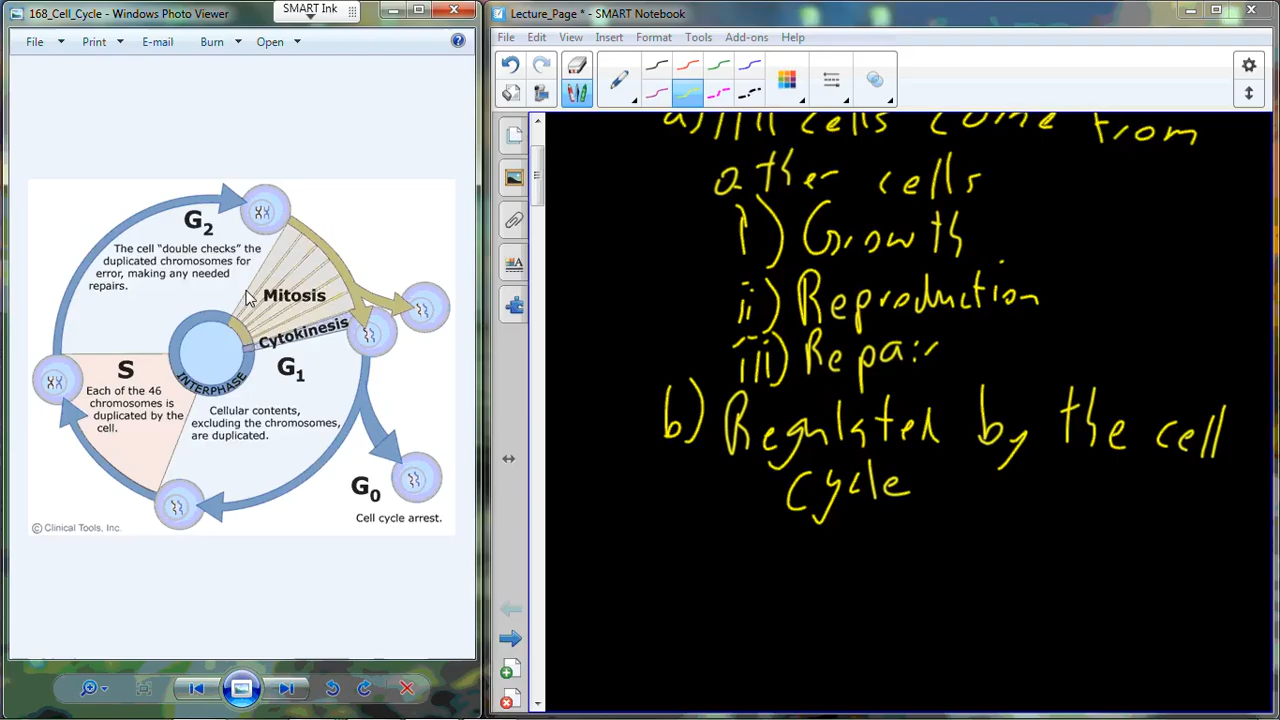 168_Cell_Cycle - Windows Photo Viewer
SMART Ink
File Print E-mail Burn Open
G2
The cell "double checks" the
duplicated chromosomes for
error, making any needed
repairs.
Mitosis
Cytokinesis
INTERPHASE
S
Each of the 46
chromosomes is
duplicated by the
cell.
G1
Cellular contents,
excluding the chromosomes,
are duplicated.
G0
Cell cycle arrest.
© Clinical Tools, Inc.
Lecture_Page * - SMART Notebook
File Edit View Insert Format Tools Add-ons Help
a) All cells come from
other cells
i) Growth
ii) Reproduction
iii) Repair
b) Regulated by the cell
cycle